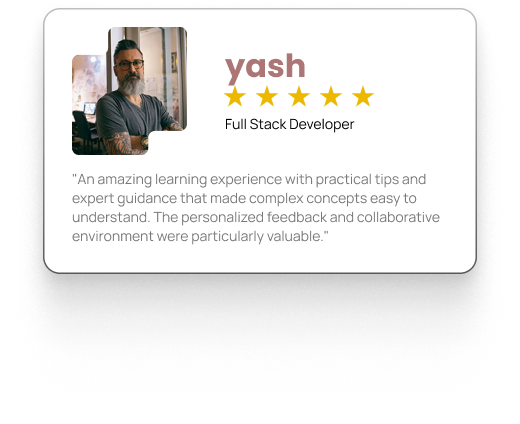 yash
Full Stack Developer
"An amazing learning experience with practical tips and
expert guidance that made complex concepts easy to
understand. The personalized feedback and collaborative
environment were particularly valuable."